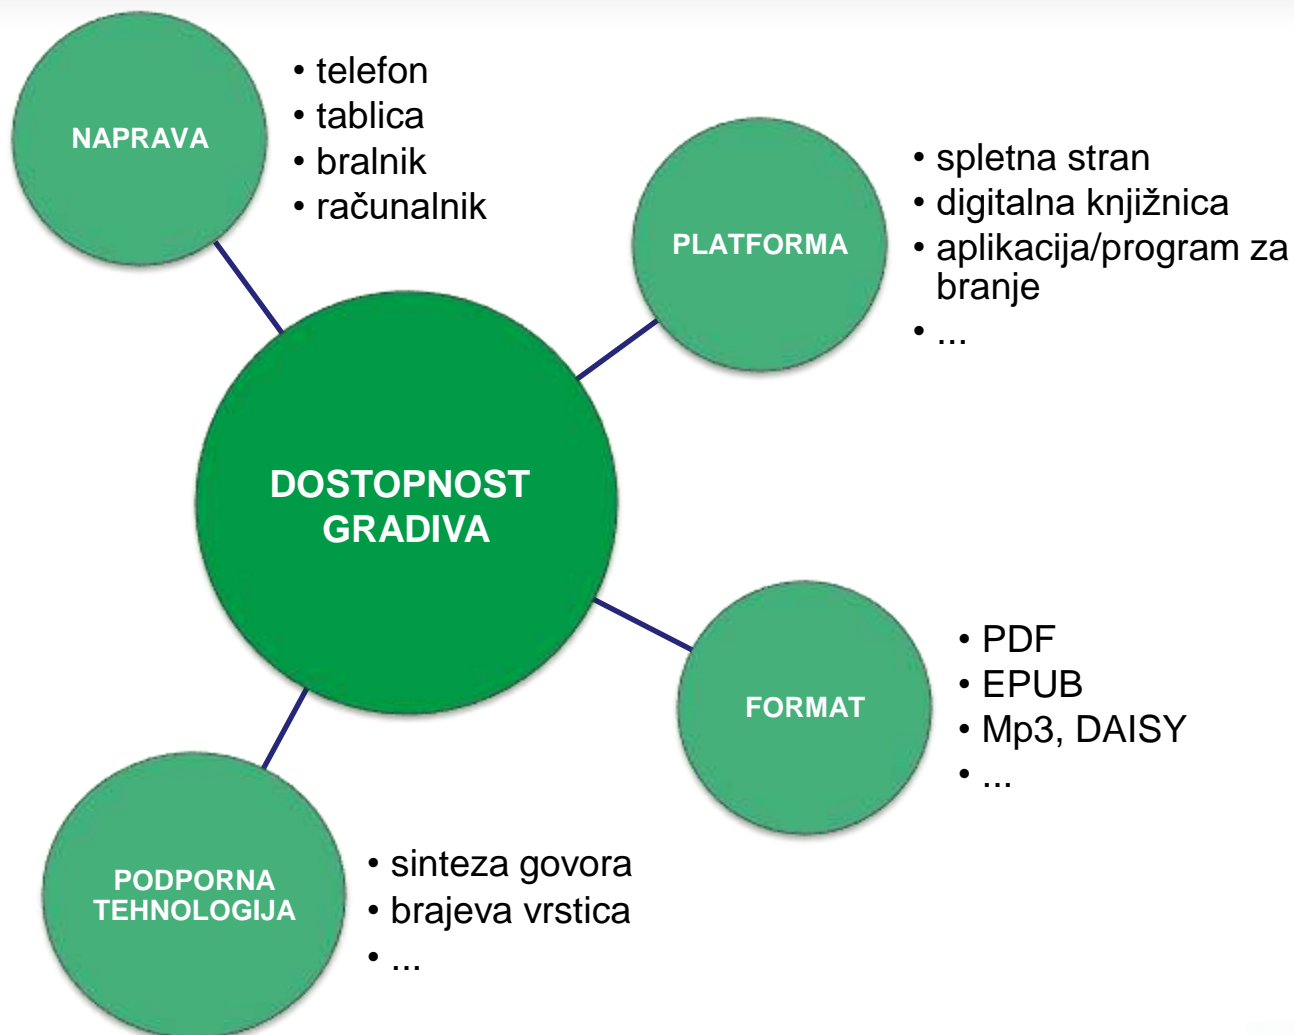 NAPRAVA
• telefon
• tablica
• bralnik
• računalnik
PLATFORMA
• spletna stran
• digitalna knjižnica
• aplikacija/program za
branje
• ...
DOSTOPNOST
GRADIVA
FORMAT
• PDF
• EPUB
• Mp3, DAISY
• ...
PODPORNA
TEHNOLOGIJA
• sinteza govora
• brajeva vrstica
• ...